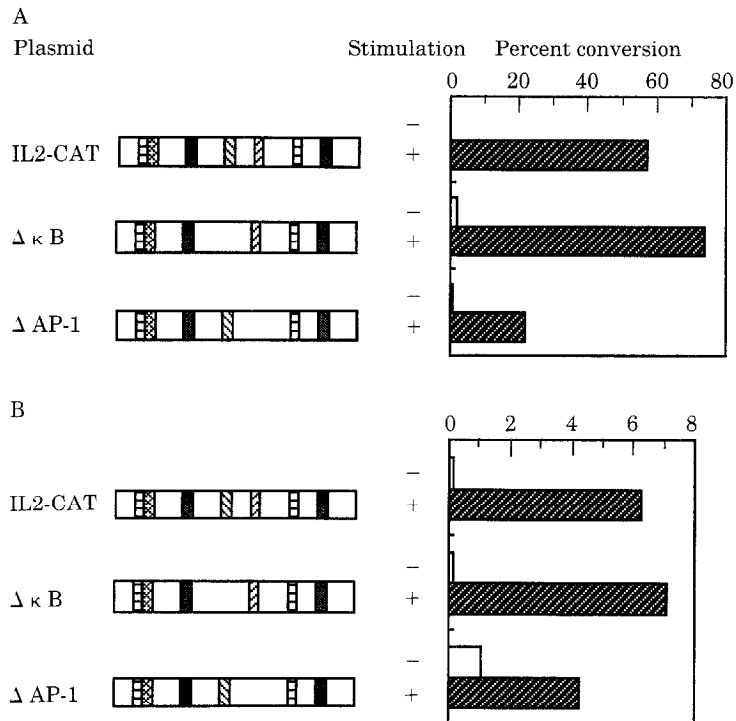 A
Plasmid Stimulation Percent conversion
0 20 40 60 80
−
IL2-CAT +
−
Δ κ B +
−
Δ AP-1 +
B
0 2 4 6 8
−
IL2-CAT +
−
Δ κ B +
−
Δ AP-1 +